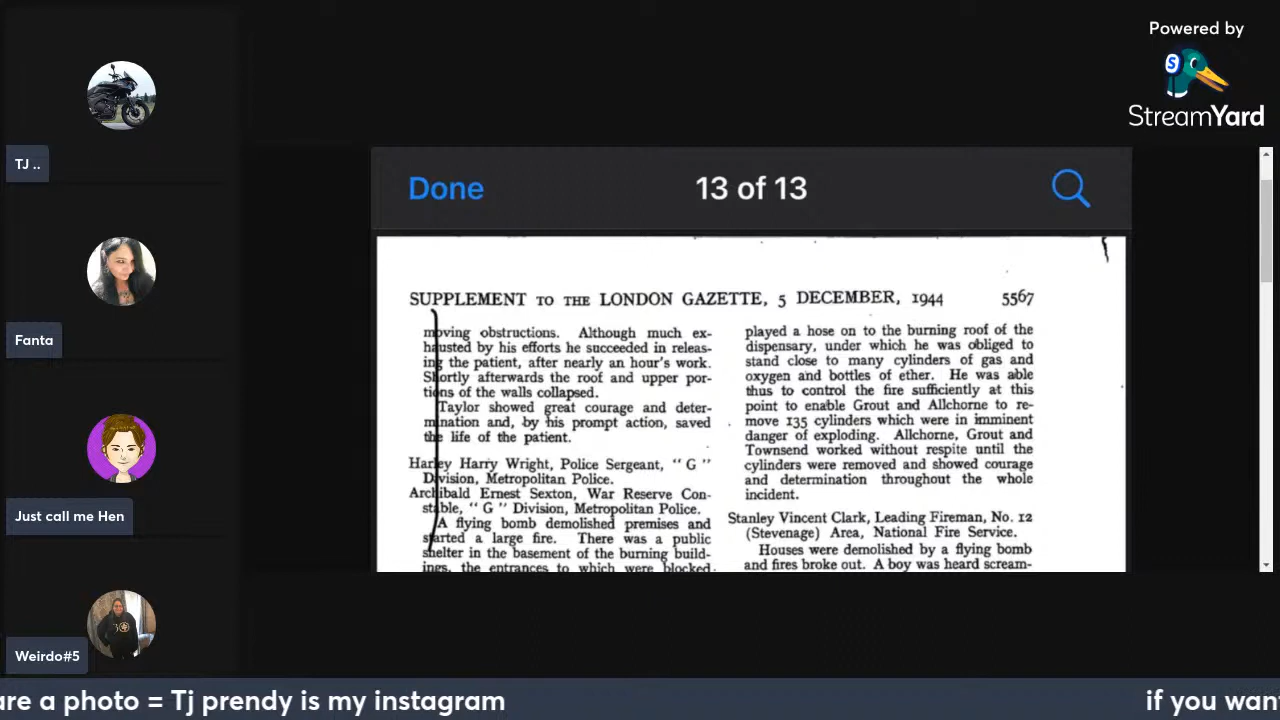 Powered by
StreamYard
TJ ..
Fanta
Just call me Hen
Weirdo#5
Done
13 of 13
SUPPLEMENT TO THE LONDON GAZETTE, 5 DECEMBER, 1944
5567
moving obstructions. Although much ex-
hausted by his efforts he succeeded in releas-
ing the patient, after nearly an hour's work.
Shortly afterwards the roof and upper por-
tions of the walls collapsed.
Taylor showed great courage and deter-
mination and, by his prompt action, saved
the life of the patient.
Harley Harry Wright, Police Sergeant, " G "
Division, Metropolitan Police.
Archibald Ernest Sexton, War Reserve Con-
stable, " G " Division, Metropolitan Police.
A flying bomb demolished premises and
started a large fire. There was a public
shelter in the basement of the burning build-
ings, the entrances to which were blocked.
played a hose on to the burning roof of the
dispensary, under which he was obliged to
stand close to many cylinders of gas and
oxygen and bottles of ether. He was able
thus to control the fire sufficiently at this
point to enable Grout and Allchorne to re-
move 135 cylinders which were in imminent
danger of exploding. Allchorne, Grout and
Townsend worked without respite until the
cylinders were removed and showed courage
and determination throughout the whole
incident.
Stanley Vincent Clark, Leading Fireman, No. 12
(Stevenage) Area, National Fire Service.
Houses were demolished by a flying bomb
and fires broke out. A boy was heard scream-
are a photo = Tj prendy is my instagram
if you want